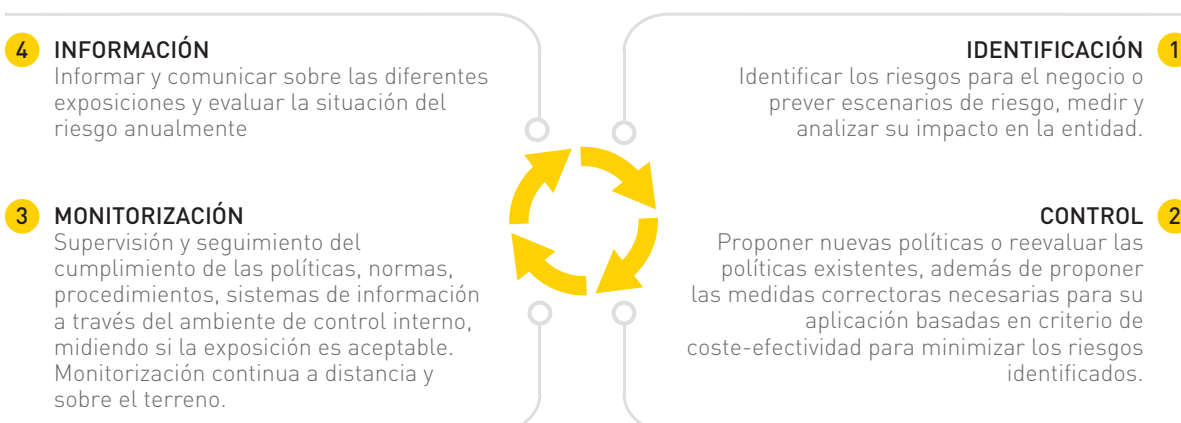 4 INFORMACIÓN
Informar y comunicar sobre las diferentes
exposiciones y evaluar la situación del
riesgo anualmente
IDENTIFICACIÓN 1
Identificar los riesgos para el negocio o
prever escenarios de riesgo, medir y
analizar su impacto en la entidad.
3 MONITORIZACIÓN
Supervisión y seguimiento del
cumplimiento de las políticas, normas,
procedimientos, sistemas de información
a través del ambiente de control interno,
midiendo si la exposición es aceptable.
Monitorización continua a distancia y
sobre el terreno.
CONTROL 2
Proponer nuevas políticas o reevaluar las
políticas existentes, además de proponer
las medidas correctoras necesarias para su
aplicación basadas en criterio de
coste-efectividad para minimizar los riesgos
identificados.